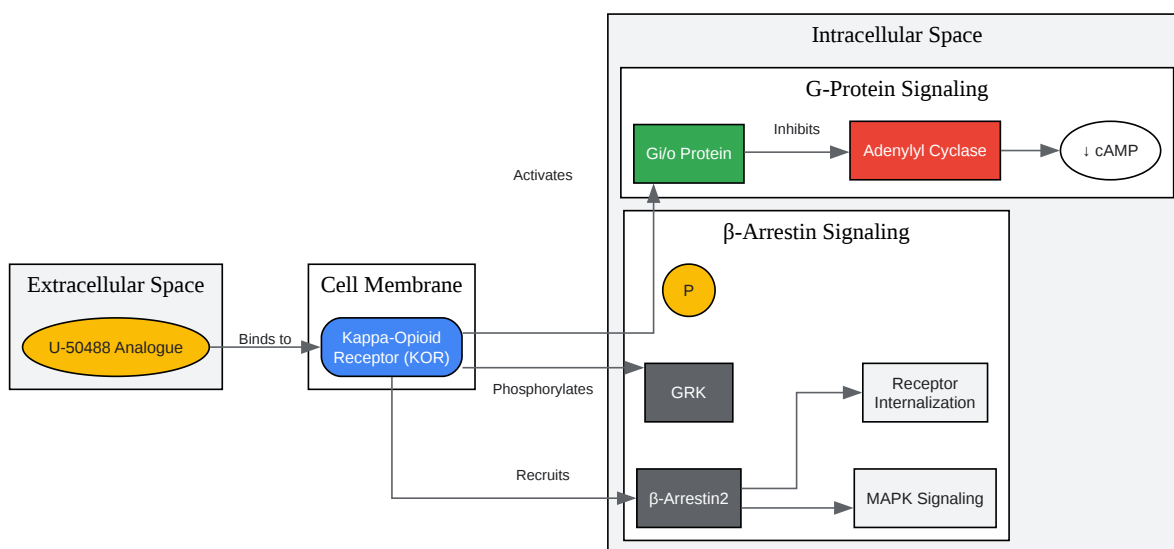 Intracellular Space
G-Protein Signaling
Gi/o Protein
Inhibits
Adenylyl Cyclase
↓ cAMP
Activates
β-Arrestin Signaling
P
Extracellular Space
U-50488 Analogue
Binds to
Cell Membrane
Kappa-Opioid
Receptor (KOR)
Phosphorylates
GRK
Receptor
Internalization
Recruits
β-Arrestin2
MAPK Signaling